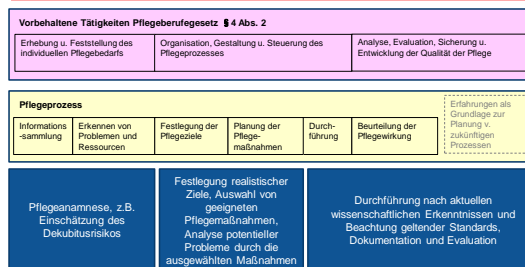 Vorbehaltene Tätigkeiten Pflegeberufegesetz § 4 Abs. 2
Erhebung u. Feststellung des
individuellen Pflegebedarfs
Organisation, Gestaltung u. Steuerung des
Pflegeprozesses
Analyse, Evaluation, Sicherung u.
Entwicklung der Qualität der Pflege
Pflegeprozess
Informations
-sammlung
Erkennen von
Problemen und
Ressourcen
Festlegung der
Pflegeziele
Planung der
Pflege-
maßnahmen
Durch-
führung
Beurteilung der
Pflegewirkung
Erfahrungen als
Grundlage zur
Planung v.
zukünftigen
Prozessen
Pflegeanamnese, z.B.
Einschätzung des
Dekubitusrisikos
Festlegung realistischer
Ziele, Auswahl von
geeigneten
Pflegemaßnahmen,
Analyse potentieller
Probleme durch die
ausgewählten Maßnahmen
Durchführung nach aktuellen
wissenschaftlichen Erkenntnissen und
Beachtung geltender Standards,
Dokumentation und Evaluation